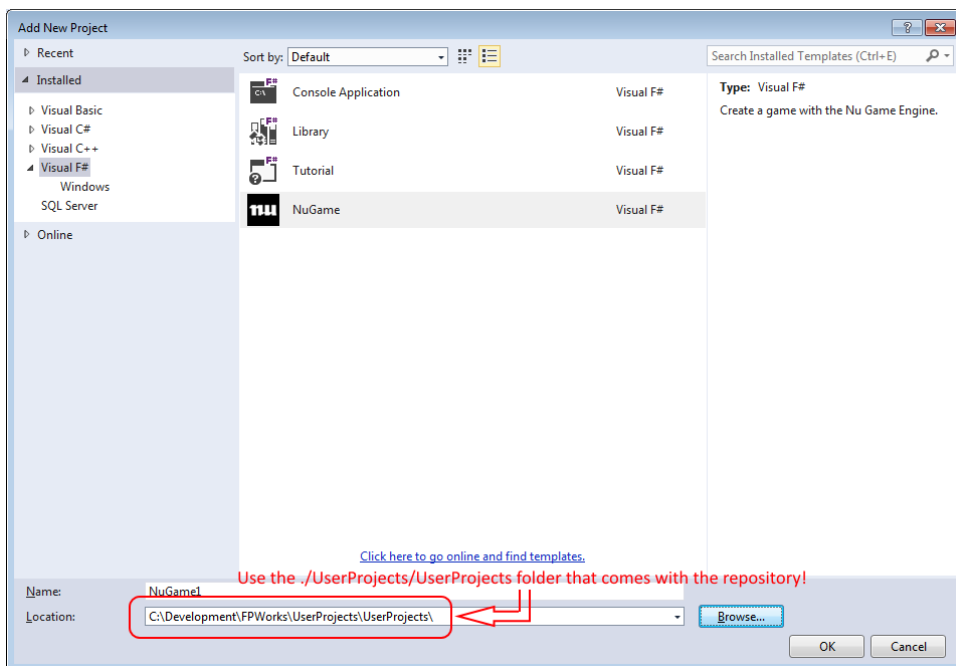 Add New Project
Recent
Sort by: Default
Search Installed Templates (Ctrl+E)
Installed
Visual Basic
Visual C#
Visual C++
Visual F#
Windows
SQL Server
Online
Console Application Visual F#
Library Visual F#
Tutorial Visual F#
nu NuGame Visual F#
Type: Visual F#
Create a game with the Nu Game Engine.
Click here to go online and find templates.
Use the ./UserProjects/UserProjects folder that comes with the repository!
Name: NuGame1
Location: C:\Development\FPWorks\UserProjects\UserProjects\
Browse...
OK Cancel